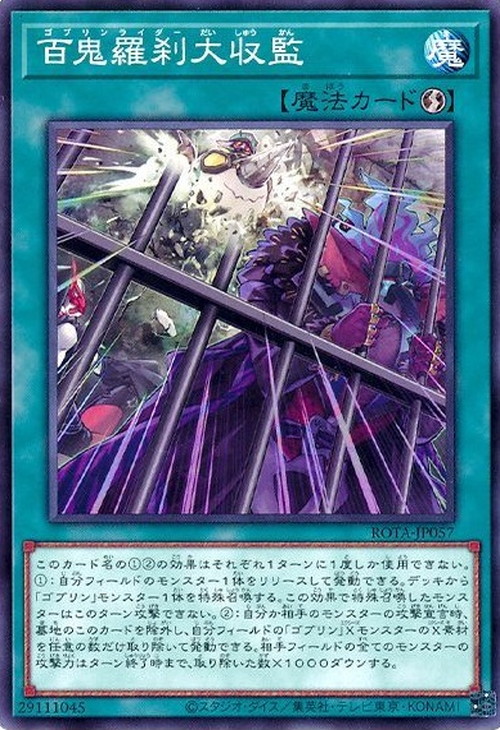 ゴブリンライダー だいしゅうかん
百鬼羅刹大収監
魔
【魔法カード】
ROTA-JP057
このカード名の①②の効果はそれぞれ1ターンに1度しか使用できない。
①：自分フィールドのモンスター1体をリリースして発動できる。デッキから
「ゴブリン」モンスター1体を特殊召喚する。この効果で特殊召喚したモン
スターはこのターン攻撃できない。②：自分か相手のモンスターの攻撃宣言時、
墓地のこのカードを除外し、自分フィールドの「ゴブリン」Xモンスターの X素材
を任意の数だけ取り除いて発動できる。相手フィールドの全てのモンスターの
攻撃力はターン終了時まで、取り除いた数×1000ダウンする。
29111045
©スタジオ・ダイス／集英社・テレビ東京・KONAMI